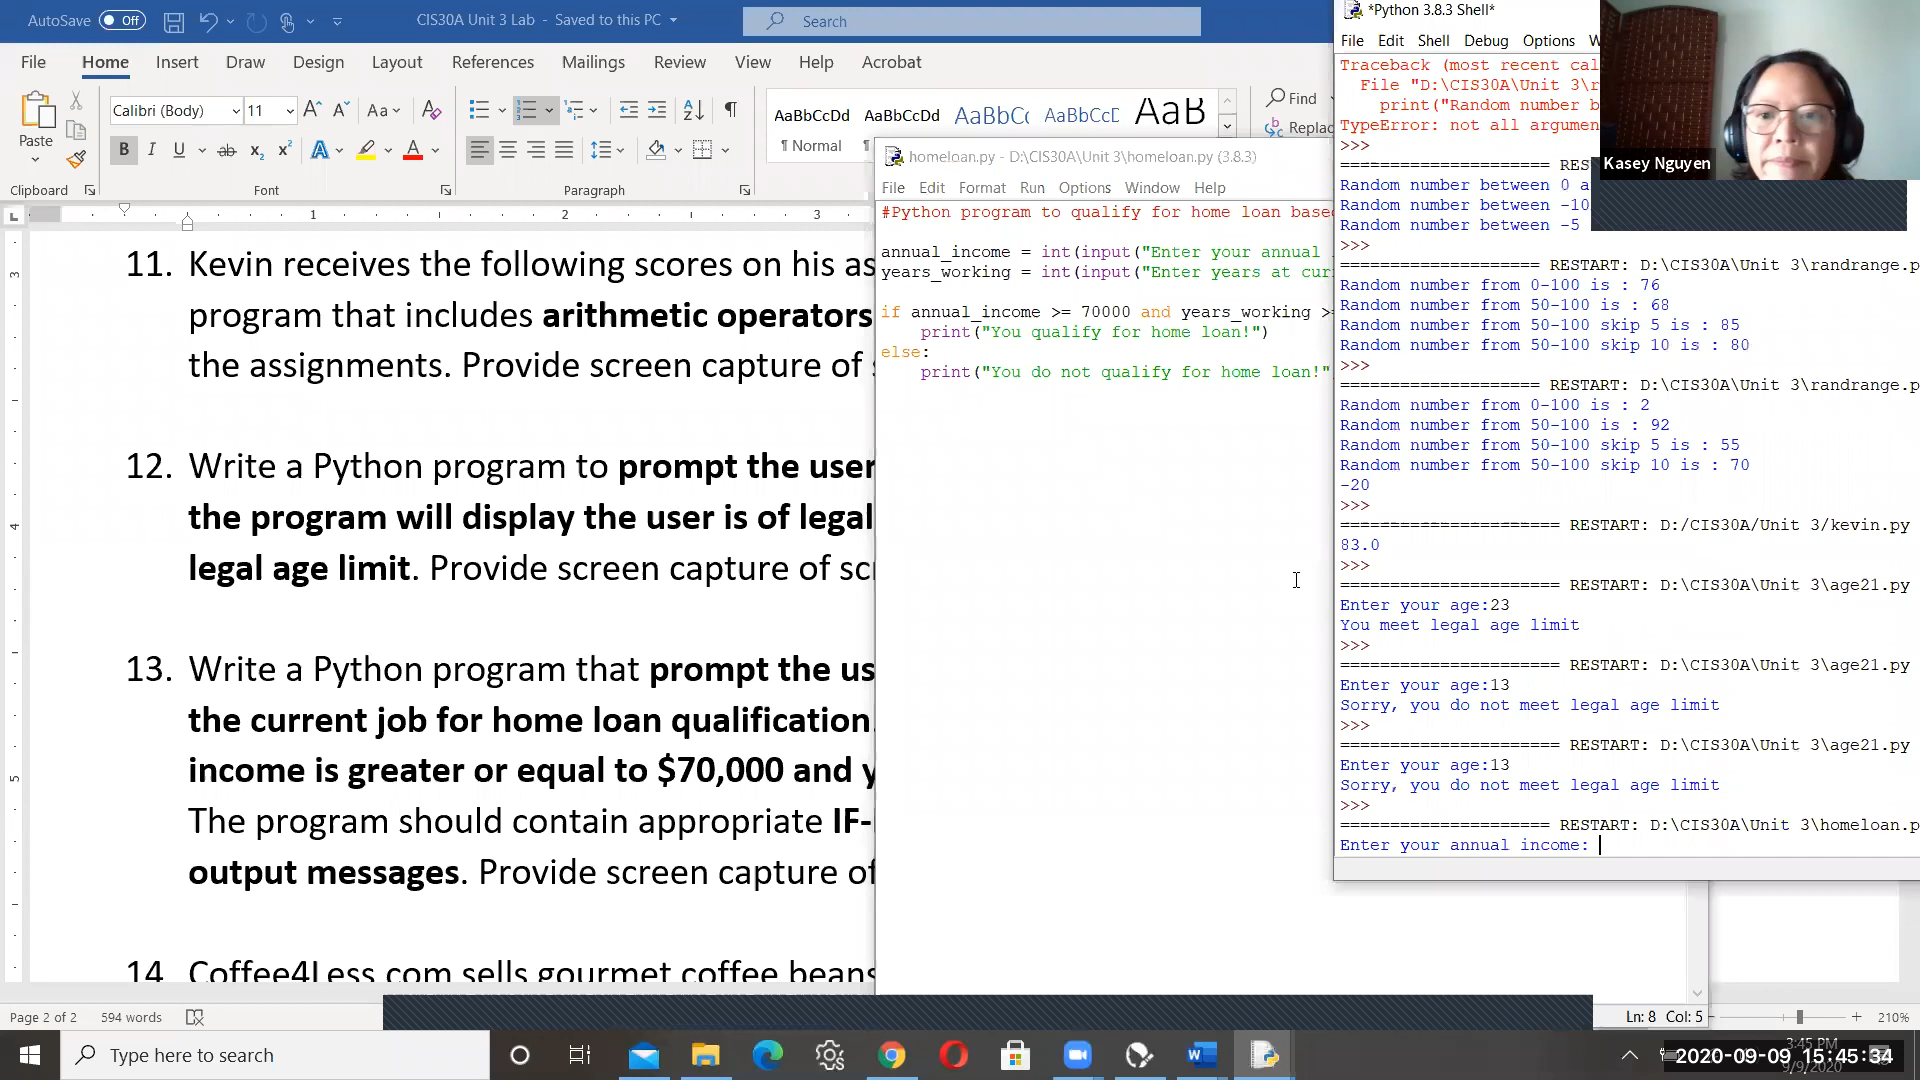 AutoSave Off CIS30A Unit 3 Lab - Saved to this PC Search
File Home Insert Draw Design Layout References Mailings Review View Help Acrobat
Calibri (Body) 11 Aa
AaBbCcDd AaBbCcDd AaBbC AaBbCcD AaB
Find
Replac
Paste
¶ Normal
Clipboard Font Paragraph
11. Kevin receives the following scores on his as
program that includes arithmetic operators
the assignments. Provide screen capture of
12. Write a Python program to prompt the user
the program will display the user is of legal
legal age limit. Provide screen capture of scr
13. Write a Python program that prompt the us
the current job for home loan qualification.
income is greater or equal to $70,000 and y
The program should contain appropriate IF-
output messages. Provide screen capture of
14. Coffee4Less.com sells gourmet coffee beans
Page 2 of 2 594 words
210%
homeloan.py - D:\CIS30A\Unit 3\homeloan.py (3.8.3)
File Edit Format Run Options Window Help
#Python program to qualify for home loan base
annual_income = int(input("Enter your annual
years_working = int(input("Enter years at cur
if annual_income >= 70000 and years_working >
print("You qualify for home loan!")
else:
print("You do not qualify for home loan!"
Ln: 8 Col: 5
*Python 3.8.3 Shell*
File Edit Shell Debug Options W
Traceback (most recent cal
File "D:\CIS30A\Unit 3\r
print("Random number b
TypeError: not all argumen
>>>
==================== RES
Random number between 0 a
Random number between -10
Random number between -5
>>>
==================== RESTART: D:\CIS30A\Unit 3\randrange.p
Random number from 0-100 is : 76
Random number from 50-100 is : 68
Random number from 50-100 skip 5 is : 85
Random number from 50-100 skip 10 is : 80
>>>
==================== RESTART: D:\CIS30A\Unit 3\randrange.p
Random number from 0-100 is : 2
Random number from 50-100 is : 92
Random number from 50-100 skip 5 is : 55
Random number from 50-100 skip 10 is : 70
-20
>>>
====================== RESTART: D:/CIS30A/Unit 3/kevin.py
83.0
>>>
====================== RESTART: D:\CIS30A\Unit 3\age21.py
Enter your age:23
You meet legal age limit
>>>
====================== RESTART: D:\CIS30A\Unit 3\age21.py
Enter your age:13
Sorry, you do not meet legal age limit
>>>
====================== RESTART: D:\CIS30A\Unit 3\age21.py
Enter your age:13
Sorry, you do not meet legal age limit
>>>
===================== RESTART: D:\CIS30A\Unit 3\homeloan.p
Enter your annual income:
Kasey Nguyen
Type here to search
3:45 PM
2020-09-09 15:45:34
9/9/2020